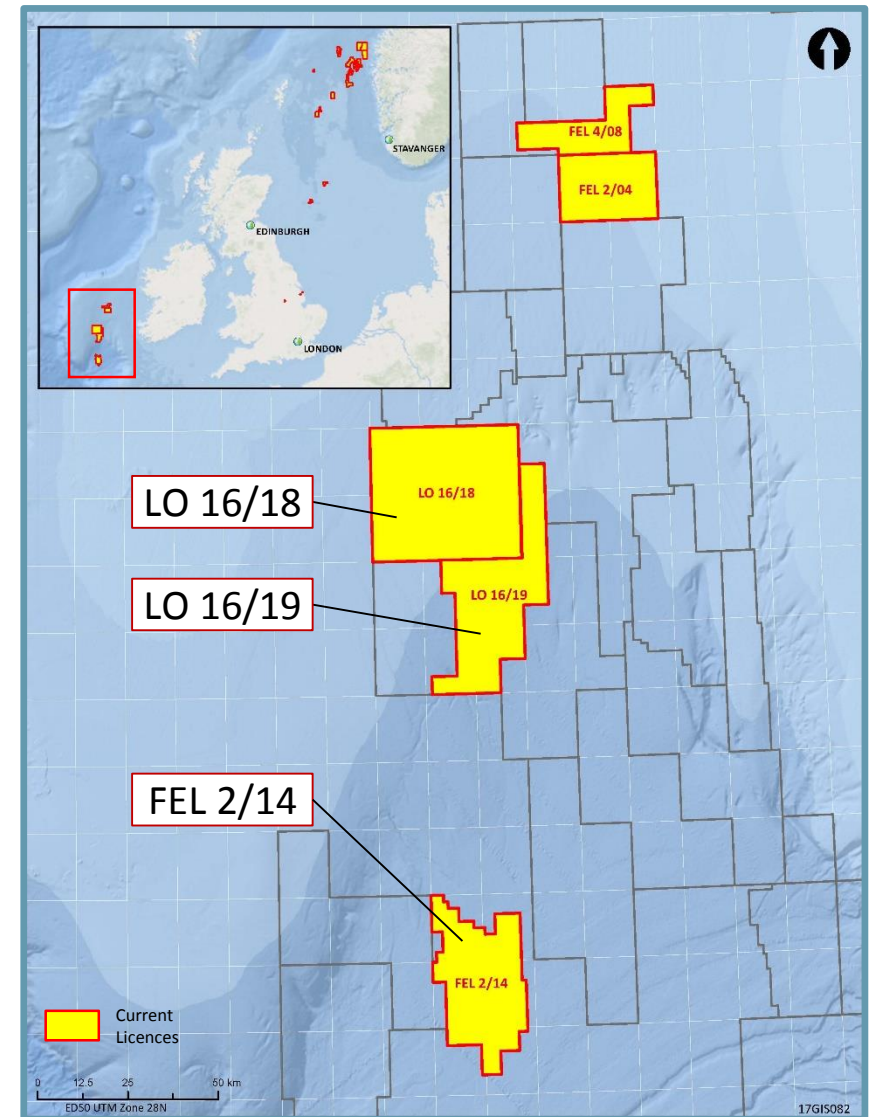 STAVANGER
EDINBURGH
LONDON
FEL 4/08
FEL 2/04
LO 16/18
LO 16/18
LO 16/19
LO 16/19
FEL 2/14
FEL 2/14
Current
Licences
0 12.5 25 50 km
ED50 UTM Zone 28N
17GIS082